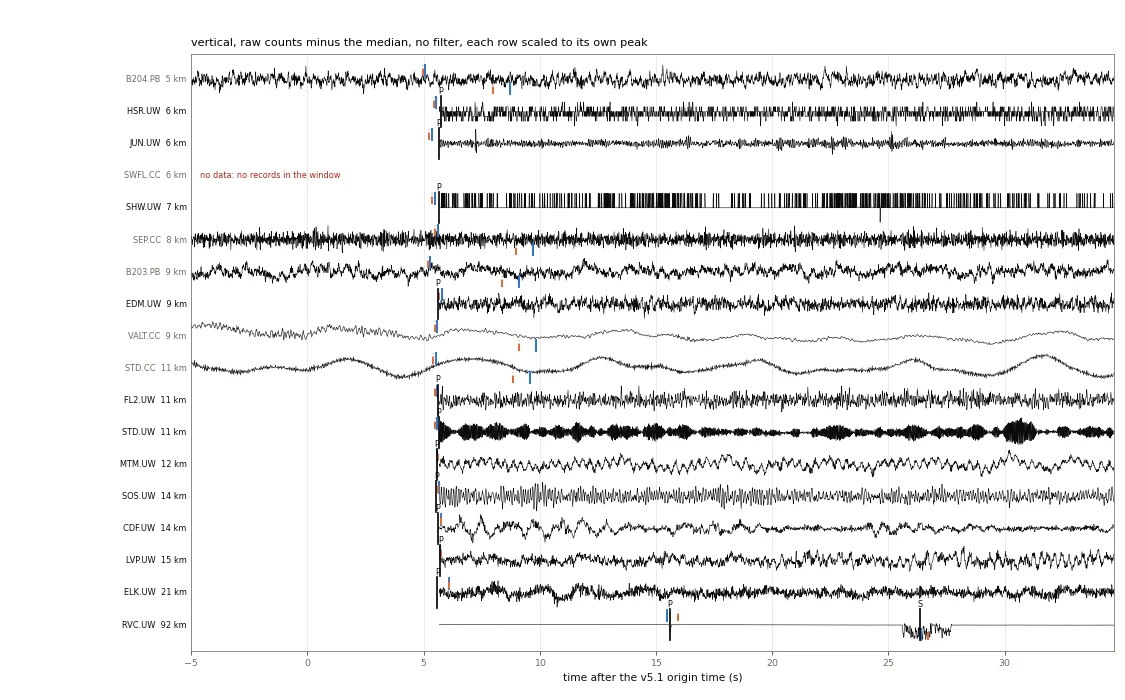 vertical, raw counts minus the median, no filter, each row scaled to its own peak
B204.PB 5 km
P
HSR.UW 6 km
P
JUN.UW 6 km
SWFL.CC 6 km no data: no records in the window
P
SHW.UW 7 km
SEP.CC 8 km
B203.PB 9 km
P
EDM.UW 9 km
VALT.CC 9 km
STD.CC 11 km
P
FL2.UW 11 km
P
STD.UW 11 km
P
MTM.UW 12 km
P
SOS.UW 14 km
P
CDF.UW 14 km
P
LVP.UW 15 km
P
ELK.UW 21 km
P S
RVC.UW 92 km
−5 0 5 10 15 20 25 30
time after the v5.1 origin time (s)